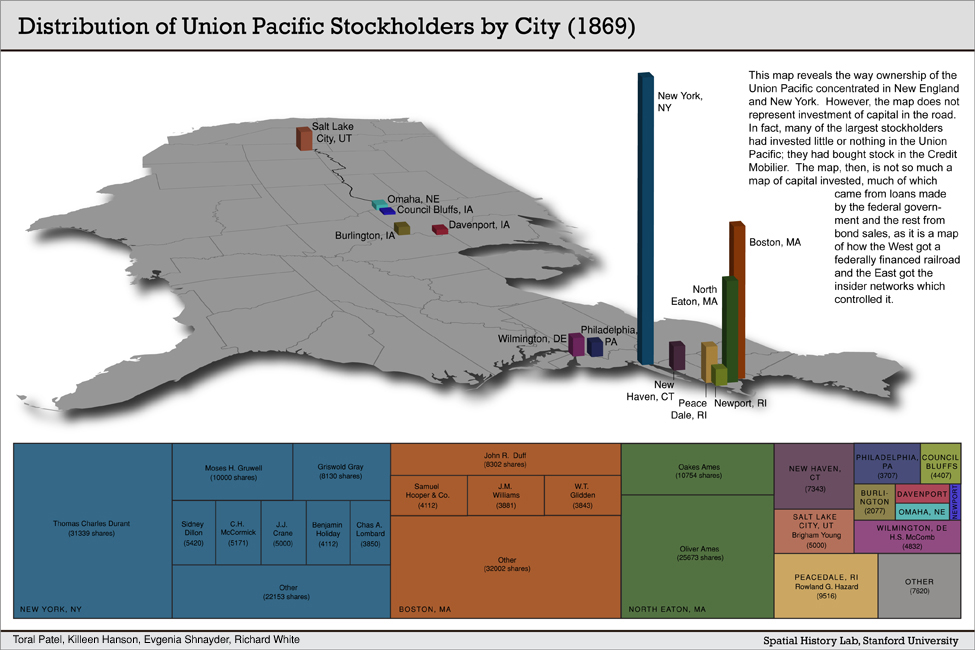 Distribution of Union Pacific Stockholders by City (1869)
This map reveals the way ownership of the
Union Pacific concentrated in New England
and New York. However, the map does not
represent investment of capital in the road.
In fact, many of the largest stockholders
had invested little or nothing in the Union
Pacific; they had bought stock in the Credit
Mobilier. The map, then, is not so much a
map of capital invested, much of which
came from loans made
by the federal govern-
ment and the rest from
bond sales, as it is a map
of how the West got a
federally financed railroad
and the East got the
insider networks which
controlled it.
New York,
NY
Salt Lake
City, UT
Omaha, NE
Council Bluffs, IA
Davenport, IA
Burlington, IA
Boston, MA
North
Eaton, MA
Wilmington, DE
Philadelphia,
PA
New
Haven, CT
Peace
Dale, RI
Newport, RI
Thomas Charles Durant
(31339 shares)
NEW YORK, NY
Moses H. Gruwell
(10000 shares)
Griswold Gray
(8130 shares)
Sidney
Dillon
(5420)
C.H.
McCormick
(5171)
J.J.
Crane
(5000)
Benjamin
Holiday
(4112)
Chas A.
Lombard
(3850)
Other
(22153 shares)
John R. Duff
(8302 shares)
Samuel
Hooper & Co.
(4112)
J.M.
Williams
(3881)
W.T.
Glidden
(3843)
Other
(32002 shares)
BOSTON, MA
Oakes Ames
(10754 shares)
Oliver Ames
(25673 shares)
NORTH EATON, MA
NEW HAVEN,
CT
(7343)
SALT LAKE
CITY, UT
Brigham Young
(5000)
PEACEDALE, RI
Rowland G. Hazard
(9516)
PHILADELPHIA,
PA
(3707)
COUNCIL
BLUFFS
(4407)
BURLI-
NGTON
(2077)
DAVENPORT
OMAHA, NE
NEWPORT
WILMINGTON, DE
H.S. McComb
(4832)
OTHER
(7620)
Toral Patel, Killeen Hanson, Evgenia Shnayder, Richard White
Spatial History Lab, Stanford University